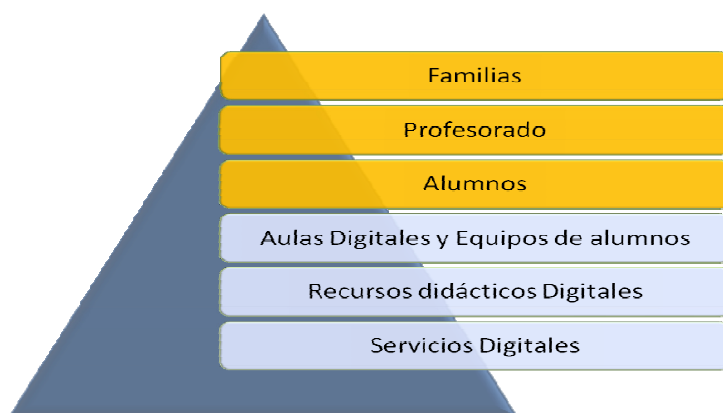 Familias
Profesorado
Alumnos
Aulas Digitales y Equipos de alumnos
Recursos didácticos Digitales
Servicios Digitales